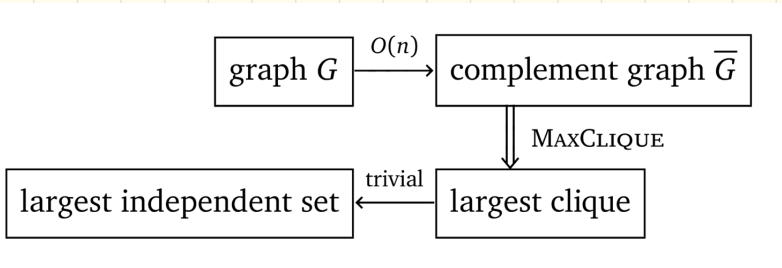 O(n)
graph G
complement graph G̅
MAXCLIQUE
trivial
largest independent set
largest clique